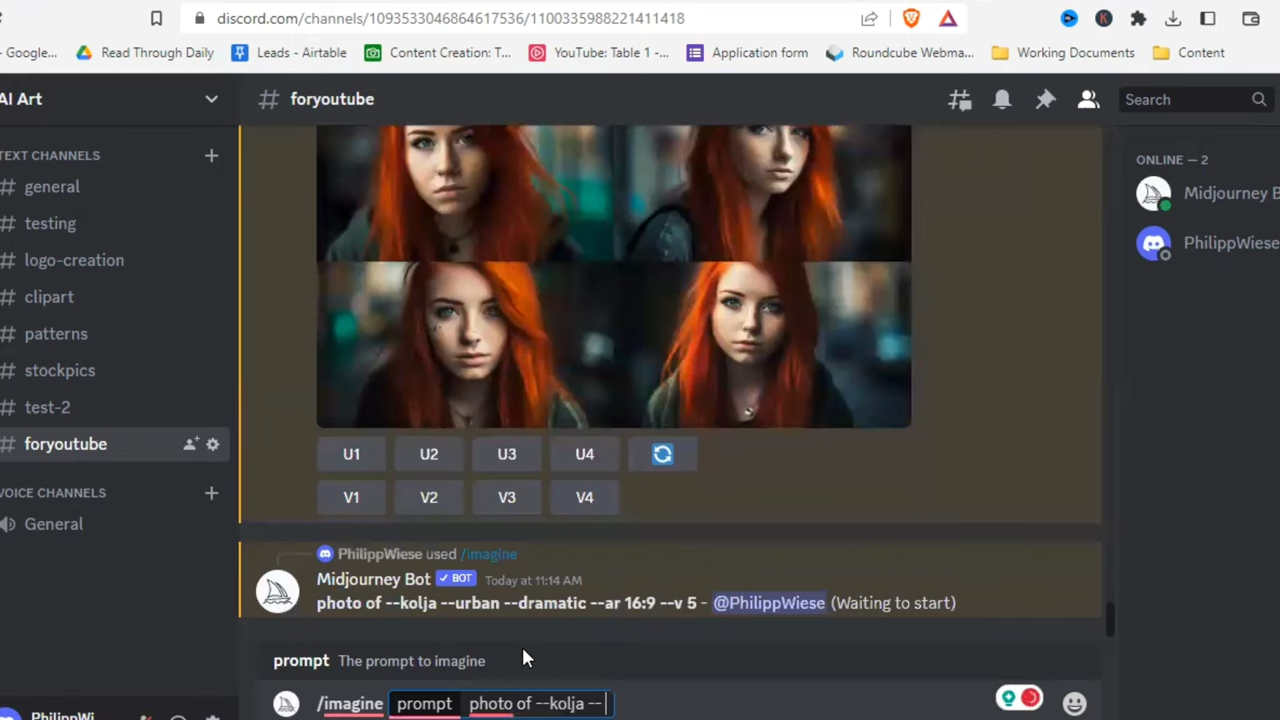 discord.com/channels/1093533046864617536/1100335988221411418
- Google... Read Through Daily Leads - Airtable Content Creation: T... YouTube: Table 1 -... Application form Roundcube Webma... Working Documents Content
AI Art
# foryoutube
Search
TEXT CHANNELS +
# general
# testing
# logo-creation
# clipart
# patterns
# stockpics
# test-2
# foryoutube
VOICE CHANNELS +
General
ONLINE — 2
Midjourney B
PhilippWiese
U1 U2 U3 U4
V1 V2 V3 V4
PhilippWiese used /imagine
Midjourney Bot ✓ BOT Today at 11:14 AM
photo of --kolja --urban --dramatic --ar 16:9 --v 5 - @PhilippWiese (Waiting to start)
prompt The prompt to imagine
/imagine prompt photo of --kolja --
PhilippWi